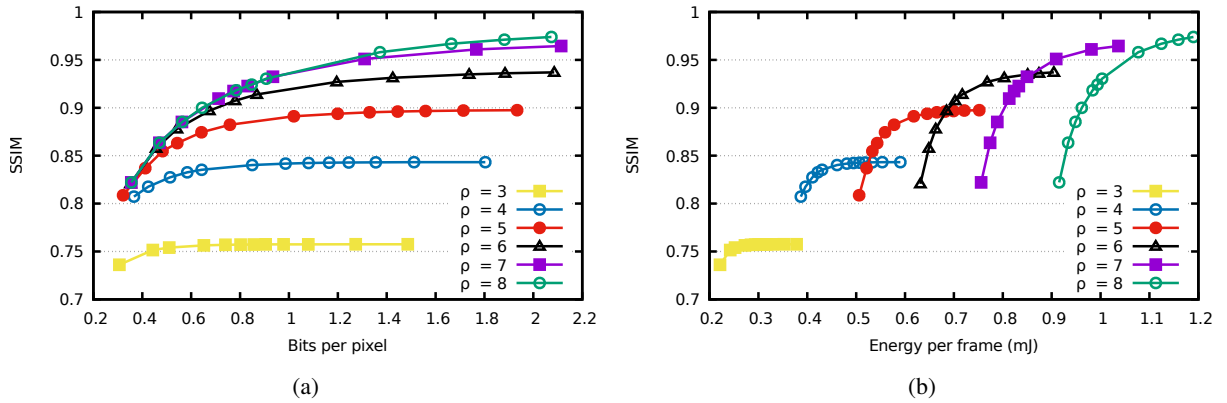 1
0.95
0.9
0.85
0.8
0.75
0.7
SSIM
0.2 0.4 0.6 0.8 1 1.2 1.4 1.6 1.8 2 2.2
Bits per pixel
ρ = 3
ρ = 4
ρ = 5
ρ = 6
ρ = 7
ρ = 8
(a)
1
0.95
0.9
0.85
0.8
0.75
0.7
SSIM
0.2 0.3 0.4 0.5 0.6 0.7 0.8 0.9 1 1.1 1.2
Energy per frame (mJ)
ρ = 3
ρ = 4
ρ = 5
ρ = 6
ρ = 7
ρ = 8
(b)